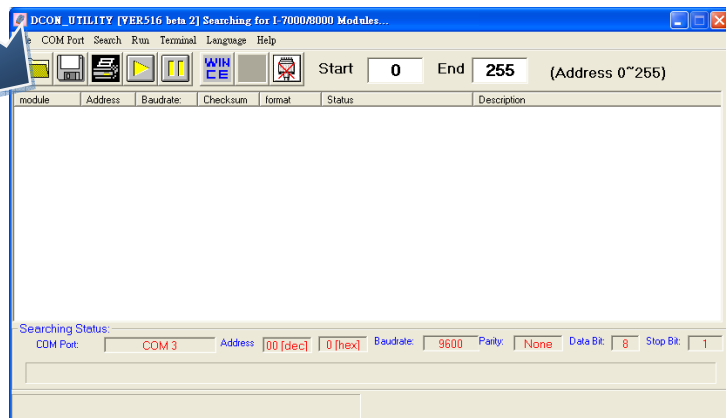 DCON_UTILITY [VER516 beta 2] Searching for I-7000/8000 Modules...
COM Port Search Run Terminal Language Help
WIN CE Start 0 End 255 (Address 0~255)
module Address Baudrate: Checksum format Status Description
Searching Status:
COM Port: COM 3 Address 00 [dec] 0 [hex] Baudrate: 9600 Parity: None Data Bit: 8 Stop Bit: 1